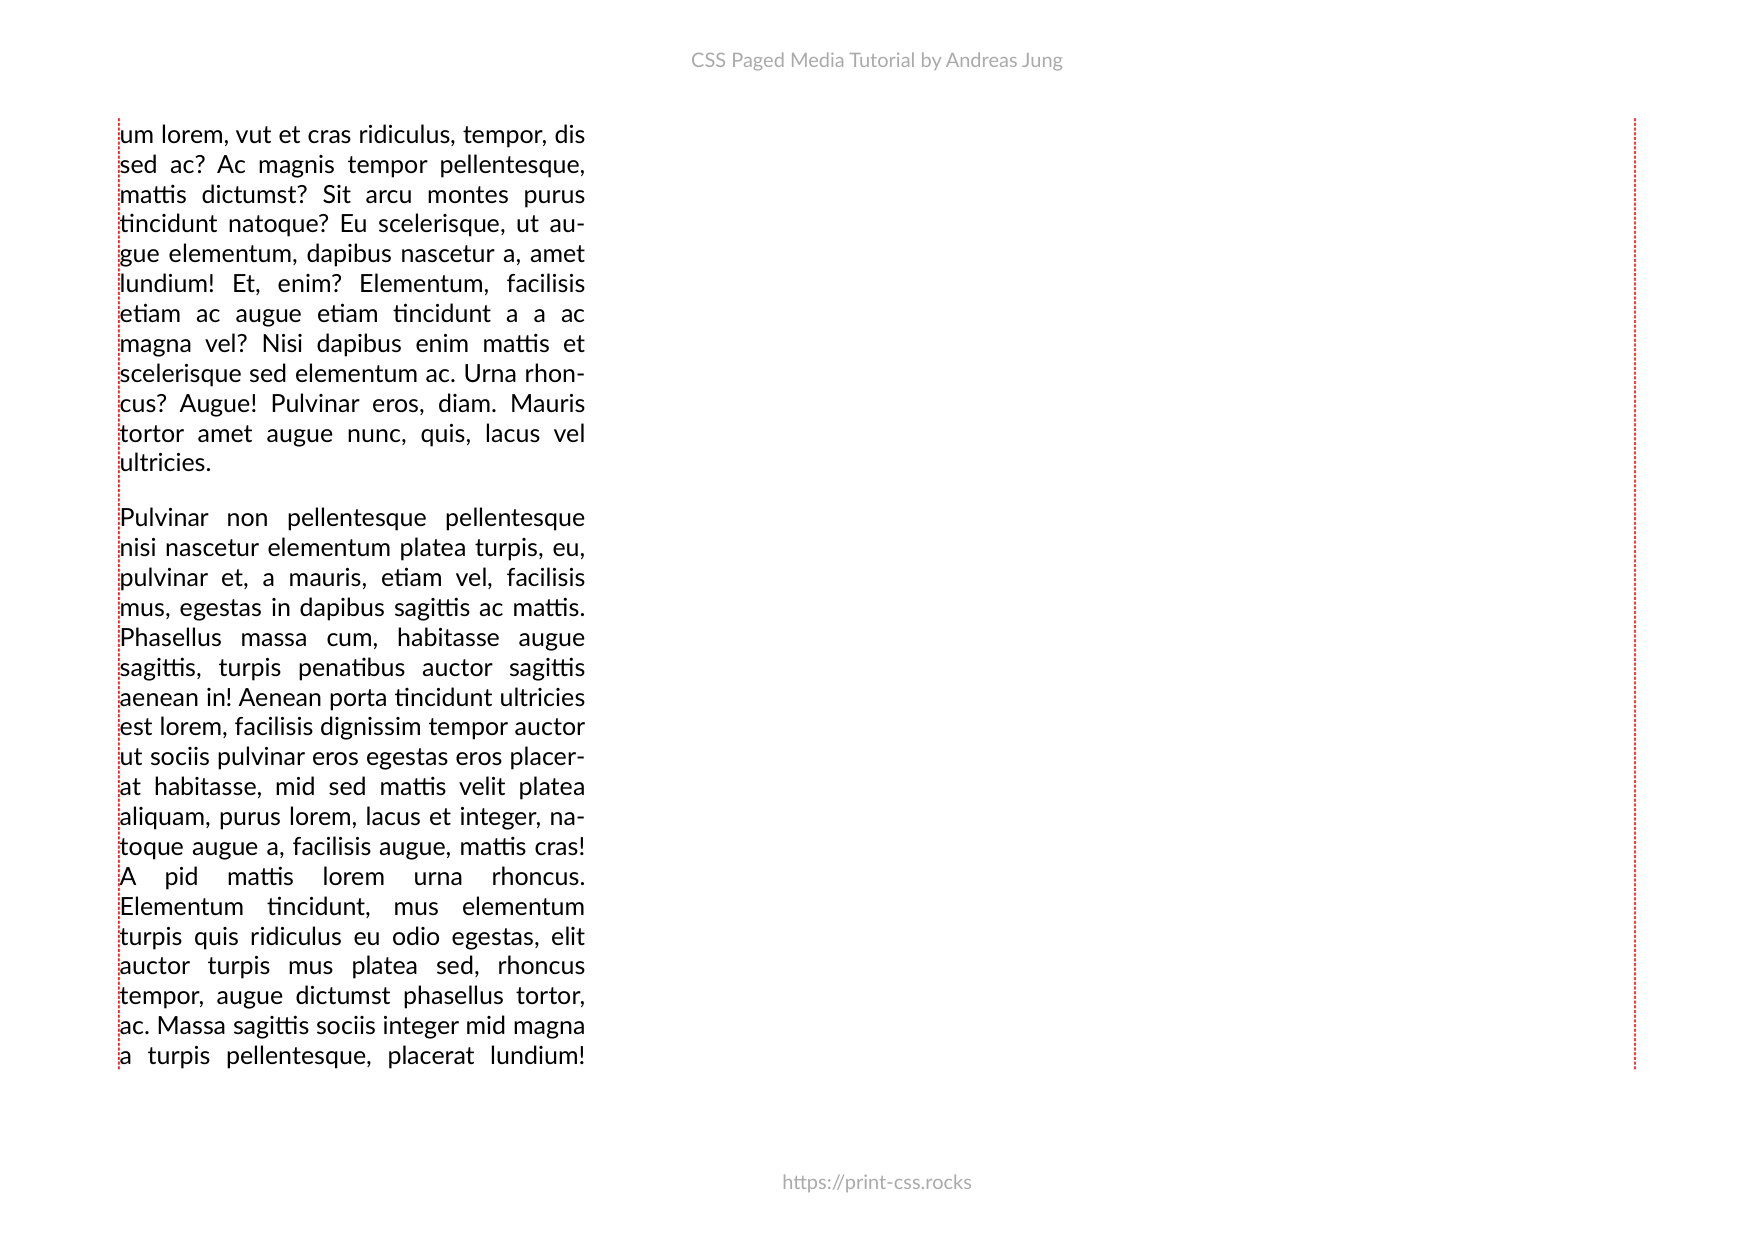 CSS Paged Media Tutorial by Andreas Jung
um lorem, vut et cras ridiculus, tempor, dis
sed ac? Ac magnis tempor pellentesque,
mattis dictumst? Sit arcu montes purus
tincidunt natoque? Eu scelerisque, ut au-
gue elementum, dapibus nascetur a, amet
lundium! Et, enim? Elementum, facilisis
etiam ac augue etiam tincidunt a a ac
magna vel? Nisi dapibus enim mattis et
scelerisque sed elementum ac. Urna rhon-
cus? Augue! Pulvinar eros, diam. Mauris
tortor amet augue nunc, quis, lacus vel
ultricies.
Pulvinar non pellentesque pellentesque
nisi nascetur elementum platea turpis, eu,
pulvinar et, a mauris, etiam vel, facilisis
mus, egestas in dapibus sagittis ac mattis.
Phasellus massa cum, habitasse augue
sagittis, turpis penatibus auctor sagittis
aenean in! Aenean porta tincidunt ultricies
est lorem, facilisis dignissim tempor auctor
ut sociis pulvinar eros egestas eros placer-
at habitasse, mid sed mattis velit platea
aliquam, purus lorem, lacus et integer, na-
toque augue a, facilisis augue, mattis cras!
A pid mattis lorem urna rhoncus.
Elementum tincidunt, mus elementum
turpis quis ridiculus eu odio egestas, elit
auctor turpis mus platea sed, rhoncus
tempor, augue dictumst phasellus tortor,
ac. Massa sagittis sociis integer mid magna
a turpis pellentesque, placerat lundium!
https://print-css.rocks